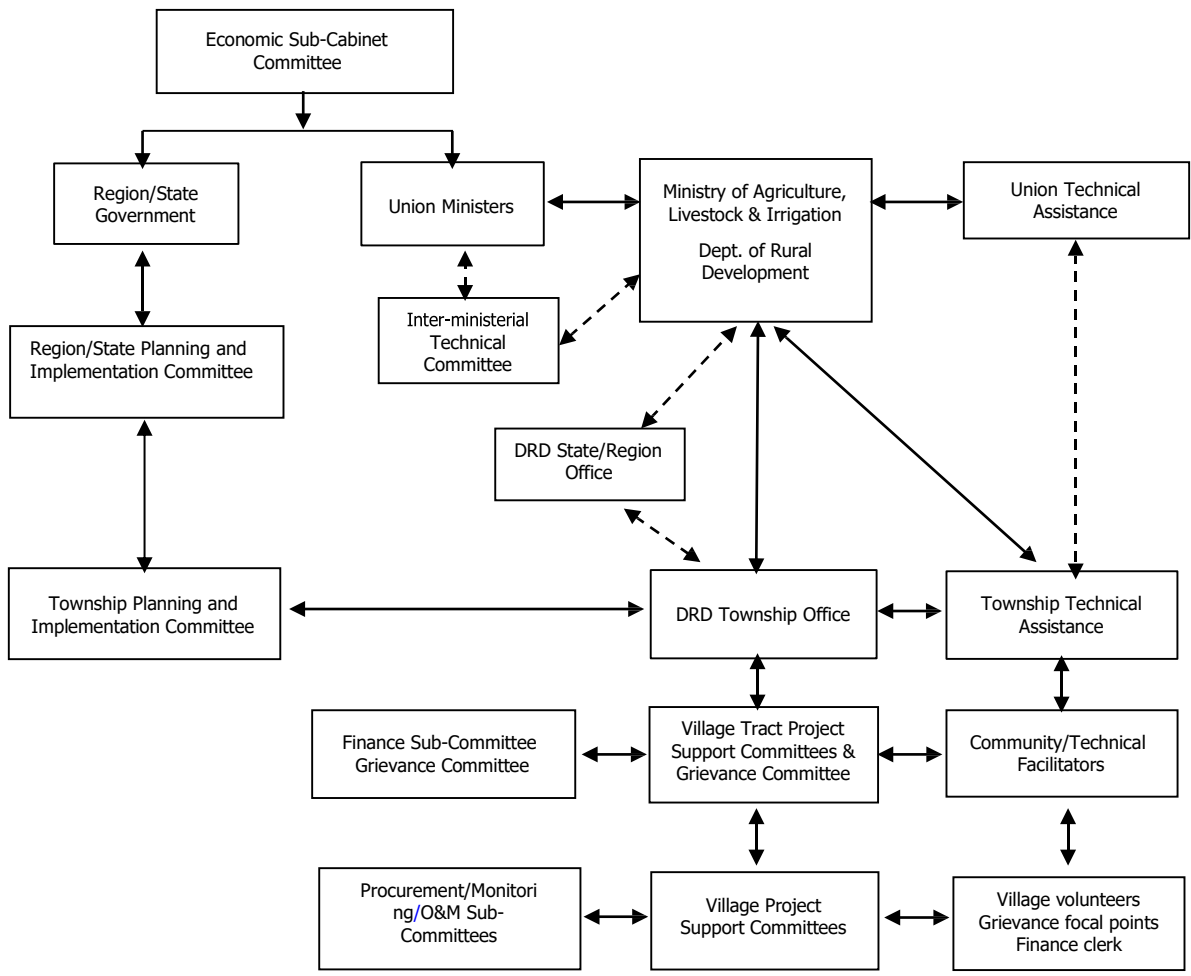 Economic Sub-Cabinet
Committee
Region/State
Government
Union Ministers
Ministry of Agriculture,
Livestock & Irrigation
Dept. of Rural
Development
Union Technical
Assistance
Inter-ministerial
Technical
Committee
Region/State Planning and
Implementation Committee
DRD State/Region
Office
Township Planning and
Implementation Committee
DRD Township Office
Township Technical
Assistance
Finance Sub-Committee
Grievance Committee
Village Tract Project
Support Committees &
Grievance Committee
Community/Technical
Facilitators
Procurement/Monitori
ng/O&M Sub-
Committees
Village Project
Support Committees
Village volunteers
Grievance focal points
Finance clerk